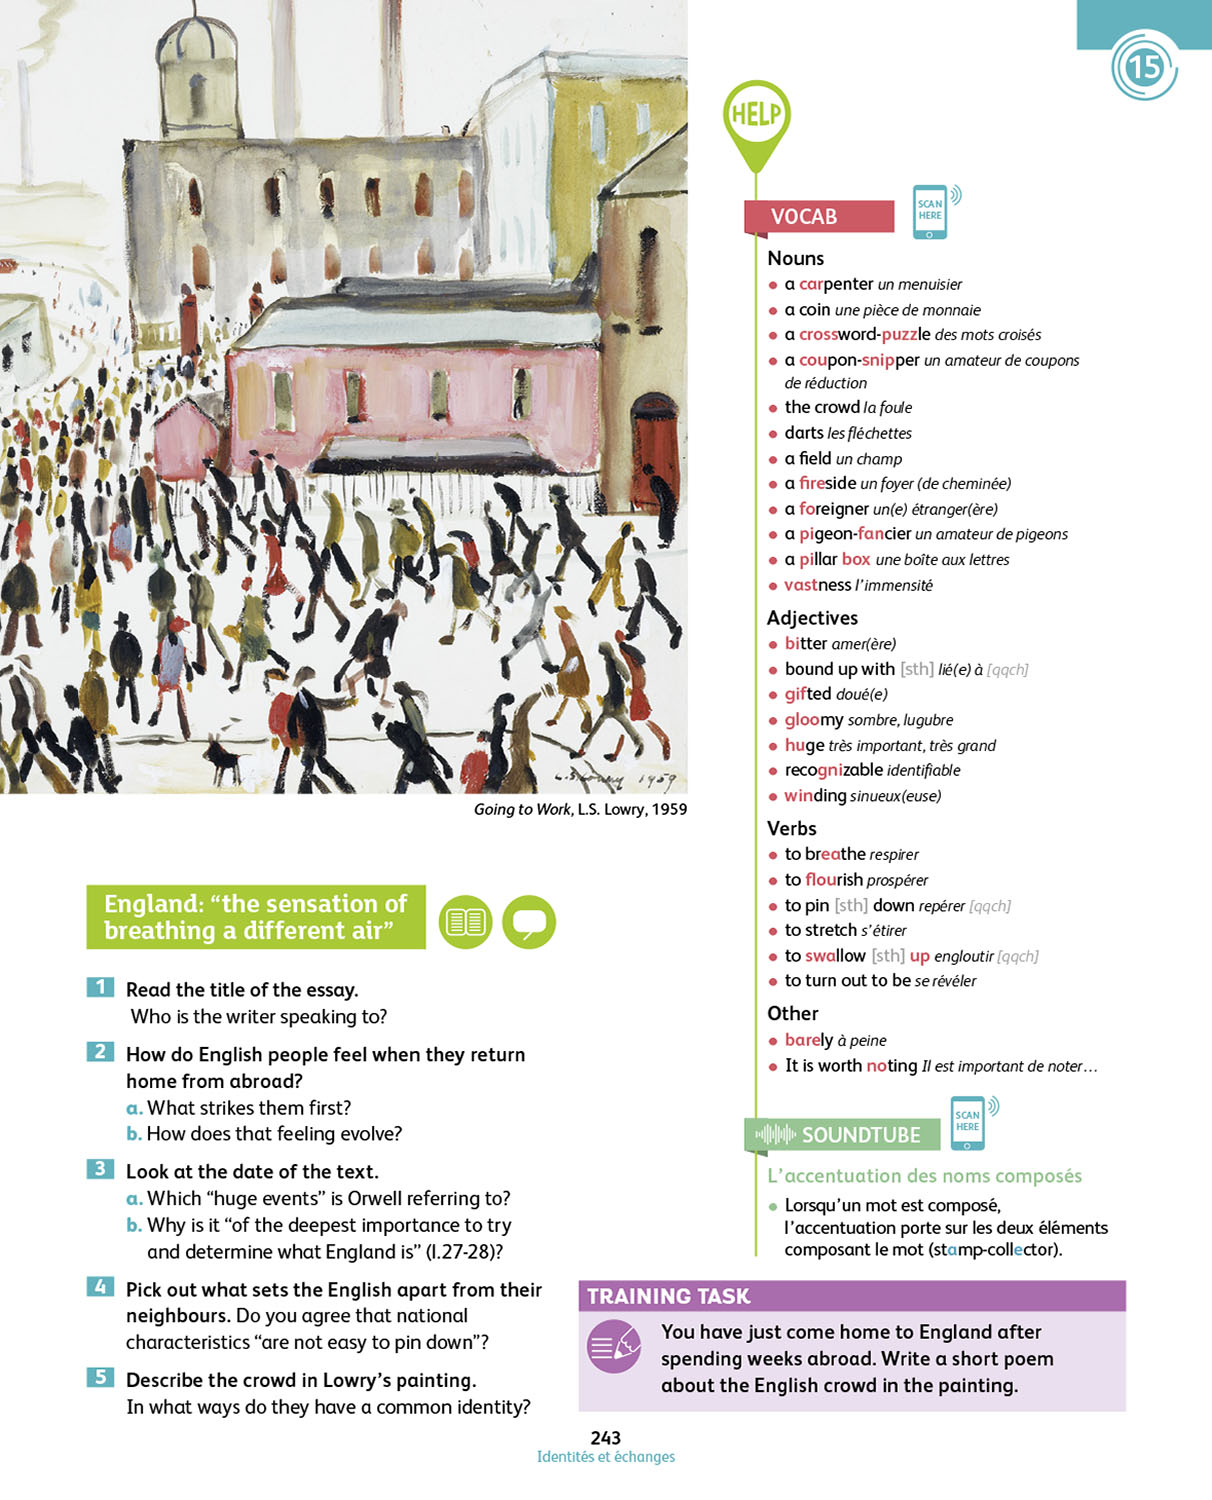 15
L.S. Lowry 1959
Going to Work, L.S. Lowry, 1959
England: “the sensation of
breathing a different air”
1 Read the title of the essay.
Who is the writer speaking to?
2 How do English people feel when they return
home from abroad?
a. What strikes them first?
b. How does that feeling evolve?
3 Look at the date of the text.
a. Which “huge events” is Orwell referring to?
b. Why is it “of the deepest importance to try
and determine what England is” (l.27-28)?
4 Pick out what sets the English apart from their
neighbours. Do you agree that national
characteristics “are not easy to pin down”?
5 Describe the crowd in Lowry’s painting.
In what ways do they have a common identity?
HELP
VOCAB
SCAN
HERE
Nouns
• a carpenter un menuisier
• a coin une pièce de monnaie
• a crossword-puzzle des mots croisés
• a coupon-snipper un amateur de coupons
de réduction
• the crowd la foule
• darts les fléchettes
• a field un champ
• a fireside un foyer (de cheminée)
• a foreigner un(e) étranger(ère)
• a pigeon-fancier un amateur de pigeons
• a pillar box une boîte aux lettres
• vastness l’immensité
Adjectives
• bitter amer(ère)
• bound up with [sth] lié(e) à [qqch]
• gifted doué(e)
• gloomy sombre, lugubre
• huge très important, très grand
• recognizable identifiable
• winding sinueux(euse)
Verbs
• to breathe respirer
• to flourish prospérer
• to pin [sth] down repérer [qqch]
• to stretch s’étirer
• to swallow [sth] up engloutir [qqch]
• to turn out to be se révéler
Other
• barely à peine
• It is worth noting Il est important de noter…
SOUNDTUBE
SCAN
HERE
L’accentuation des noms composés
• Lorsqu’un mot est composé,
l’accentuation porte sur les deux éléments
composant le mot (stamp-collector).
TRAINING TASK
You have just come home to England after
spending weeks abroad. Write a short poem
about the English crowd in the painting.
243
Identités et échanges